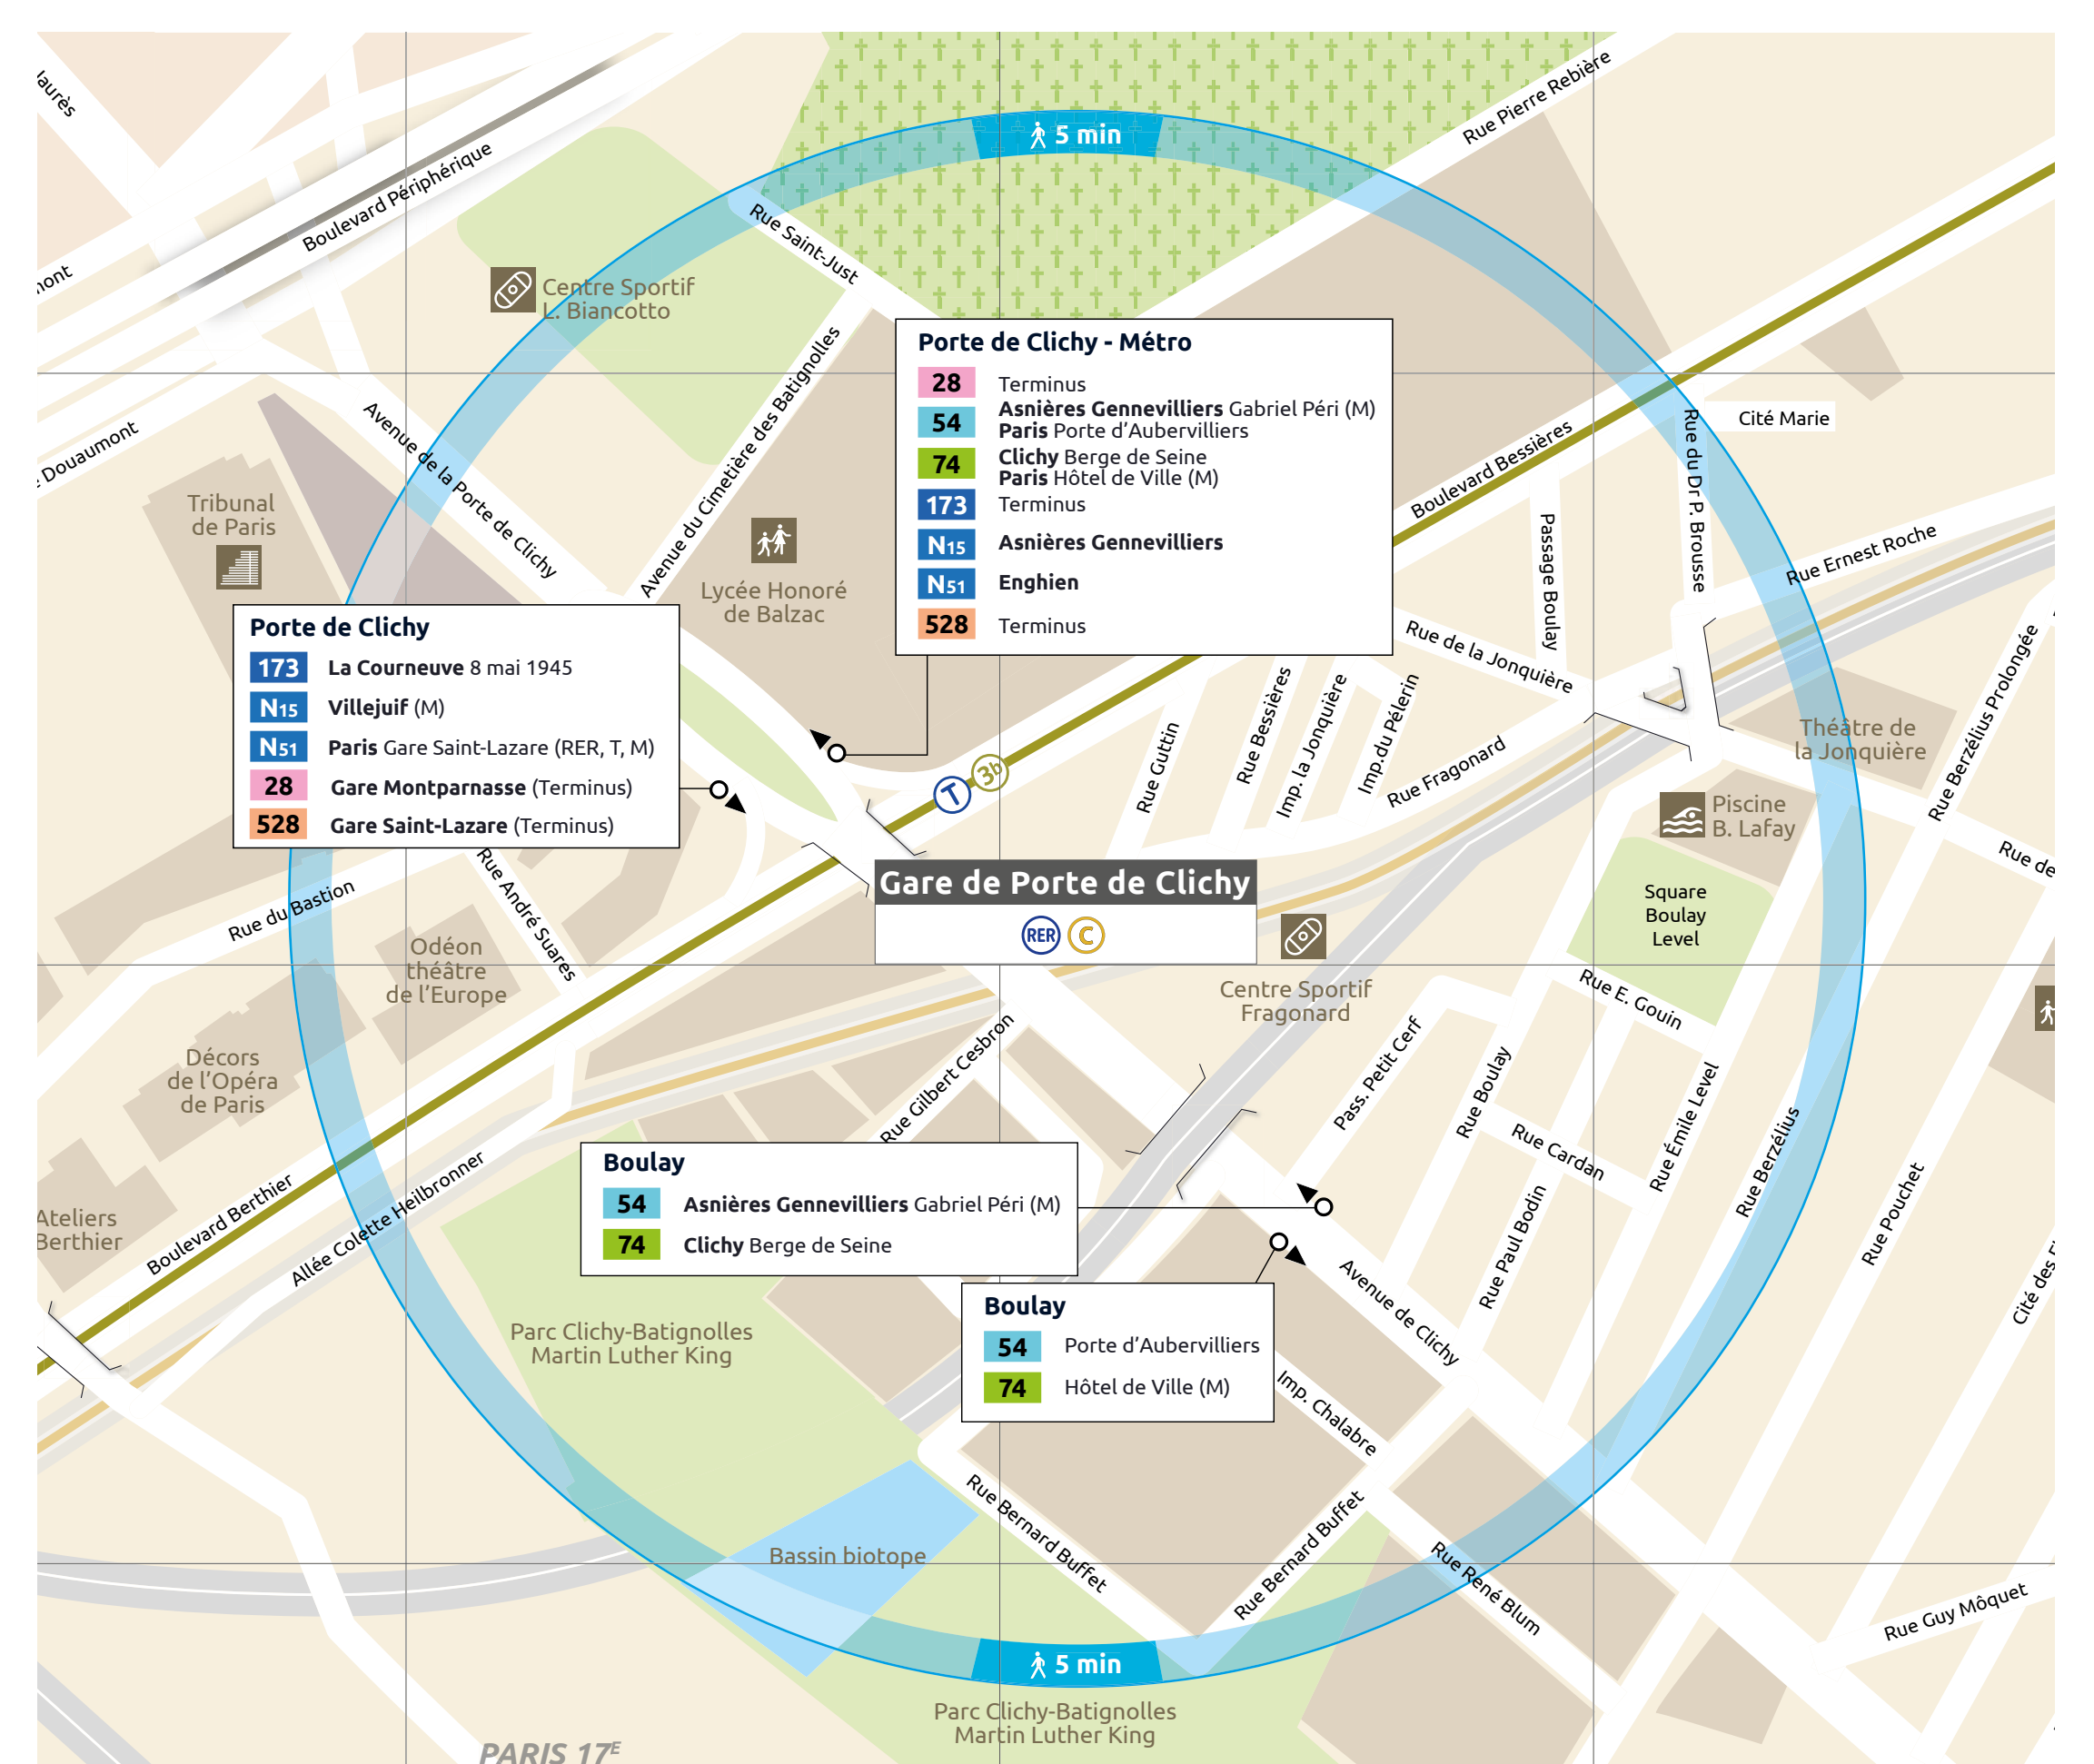 Jaurès
Boulevard Périphérique
5 min
Rue Pierre Rebière
Rue Saint-Just
Centre Sportif
L. Biancotto
Avenue du Cimetière des Batignolles
Avenue de la Porte de Clichy
Douaumont
Tribunal
de Paris
Lycée Honoré
de Balzac
Porte de Clichy - Métro
28 Terminus
54 Asnières Gennevilliers Gabriel Péri (M)
Paris Porte d'Aubervilliers
74 Clichy Berge de Seine
Paris Hôtel de Ville (M)
173 Terminus
N15 Asnières Gennevilliers
N51 Enghien
528 Terminus
Boulevard Bessières
Cité Marie
Rue du Dr P. Brousse
Passage Boulay
Rue Ernest Roche
Rue de la Jonquière
Porte de Clichy
173 La Courneuve 8 mai 1945
N15 Villejuif (M)
N51 Paris Gare Saint-Lazare (RER, T, M)
28 Gare Montparnasse (Terminus)
528 Gare Saint-Lazare (Terminus)
T 3b
Rue Guttin
Rue Bessières
Imp. la Jonquière
Imp.du Pélerin
Rue Fragonard
Théâtre de
la Jonquière
Rue Berzélius Prolongée
Piscine
B. Lafay
Rue de
Square
Boulay
Level
Gare de Porte de Clichy
RER C
Rue du Bastion
Rue André Suares
Odéon
théâtre
de l'Europe
Centre Sportif
Fragonard
Rue E. Gouin
Décors
de l'Opéra
de Paris
Rue Gilbert Cesbron
Pass. Petit Cerf
Rue Boulay
Rue Cardan
Rue Émile Level
Rue Berzélius
Rue Paul Bodin
Rue Pouchet
Cité des
Ateliers
Berthier
Boulevard Berthier
Allée Colette Heilbronner
Boulay
54 Asnières Gennevilliers Gabriel Péri (M)
74 Clichy Berge de Seine
Boulay
54 Porte d'Aubervilliers
74 Hôtel de Ville (M)
Avenue de Clichy
Parc Clichy-Batignolles
Martin Luther King
Imp. Chalabre
Rue Bernard Buffet
Rue Bernard Buffet
Bassin biotope
Rue René Blum
Rue Guy Môquet
5 min
Parc Clichy-Batignolles
Martin Luther King
PARIS 17E